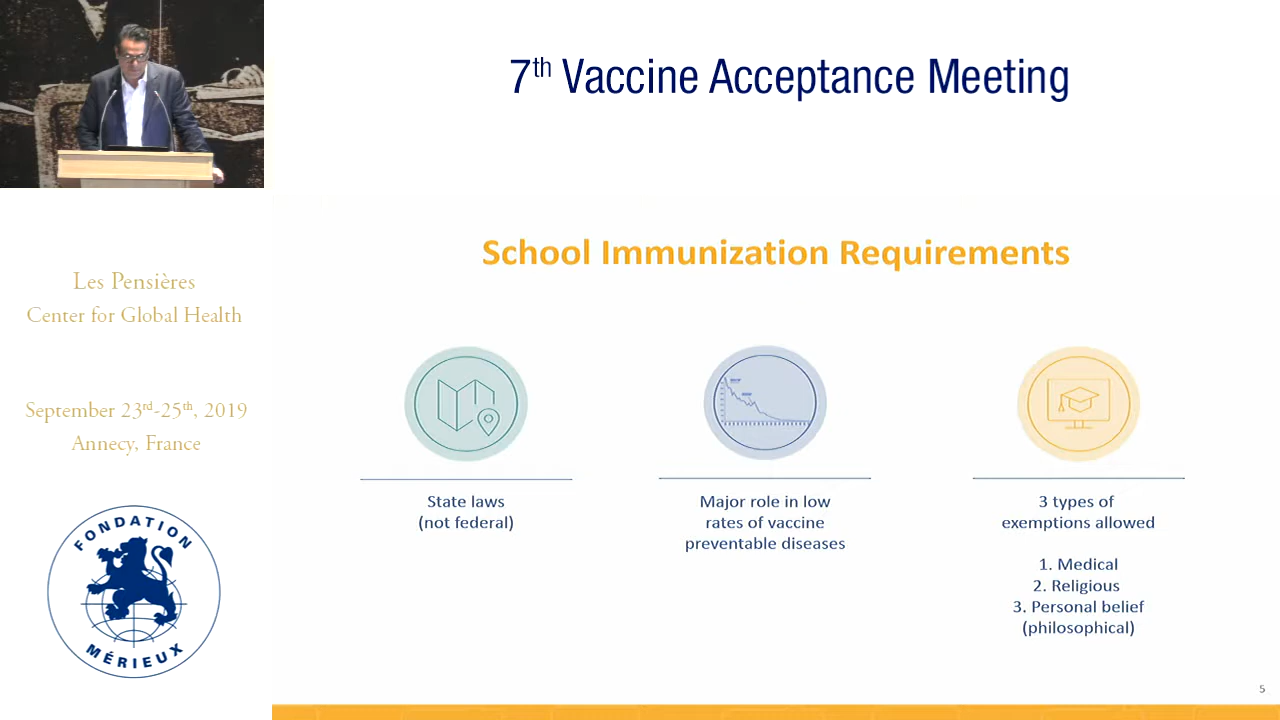 7th Vaccine Acceptance Meeting
Les Pensières
Center for Global Health
September 23rd-25th, 2019
Annecy, France
FONDATION
MÉRIEUX
School Immunization Requirements
State laws
(not federal)
Major role in low
rates of vaccine
preventable diseases
3 types of
exemptions allowed
1. Medical
2. Religious
3. Personal belief
(philosophical)
5